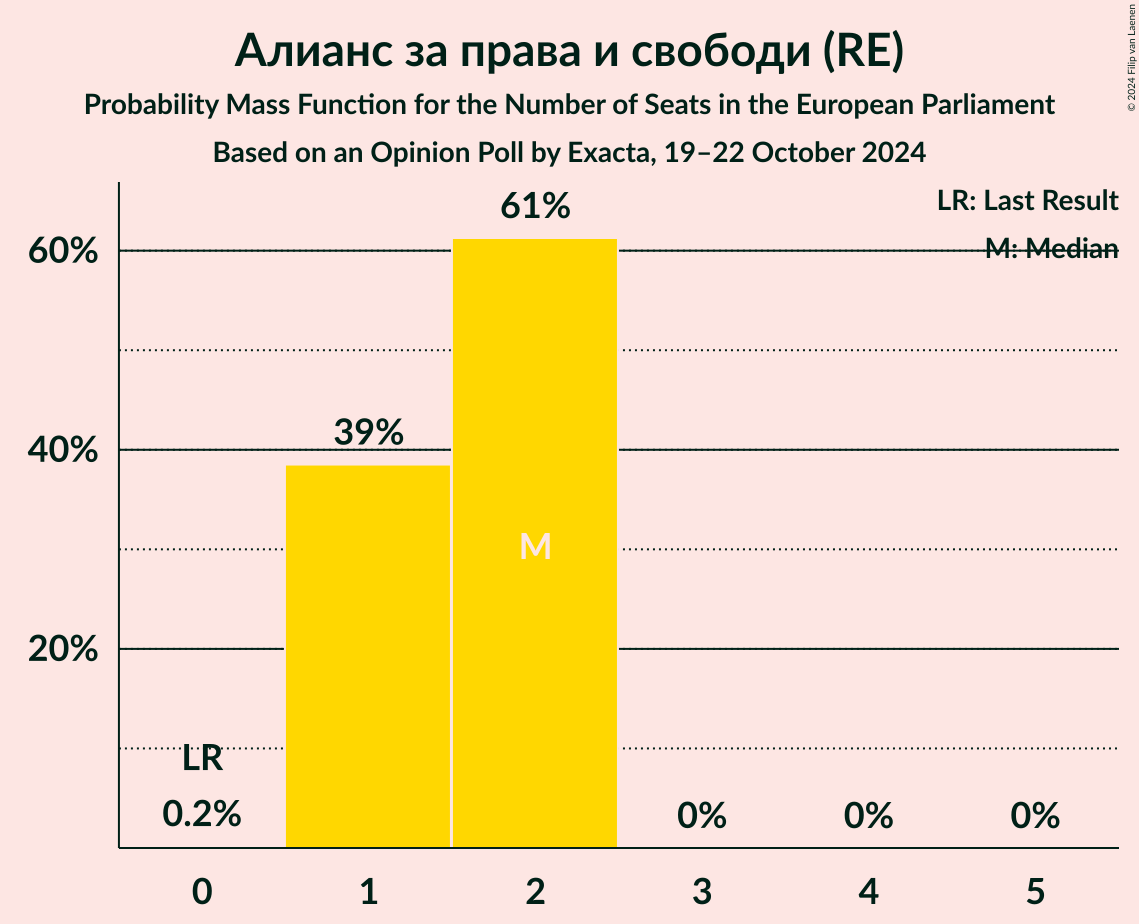 Алианс за права и свободи (RE)
Probability Mass Function for the Number of Seats in the European Parliament
Based on an Opinion Poll by Exacta, 19–22 October 2024
© 2024 Filip van Laenen
LR: Last Result
M: Median
61%
60%
39%
40%
M
20%
LR
0.2%
0%
0%
0%
0
1
2
3
4
5